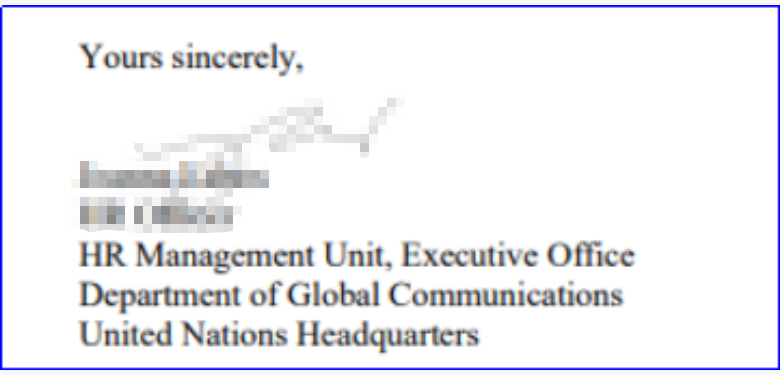 Yours sincerely,
HR Management Unit, Executive Office
Department of Global Communications
United Nations Headquarters